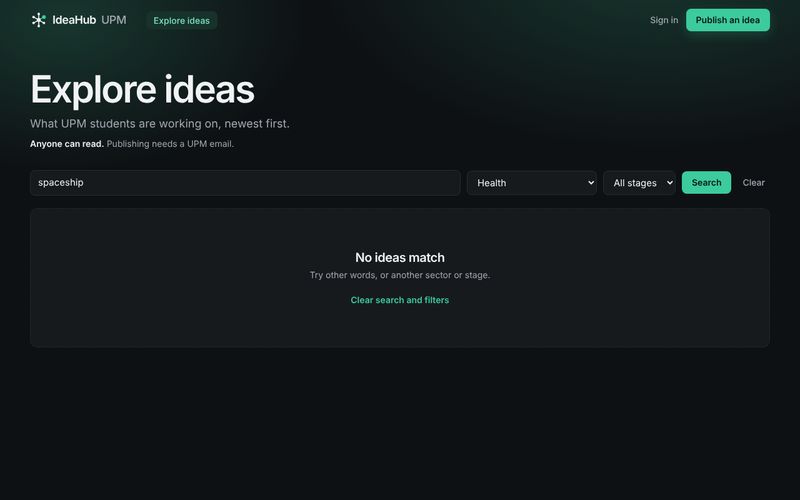 IdeaHub UPM Explore ideas Sign in Publish an idea
Explore ideas
What UPM students are working on, newest first.
Anyone can read. Publishing needs a UPM email.
spaceship Health All stages Search Clear
No ideas match
Try other words, or another sector or stage.
Clear search and filters